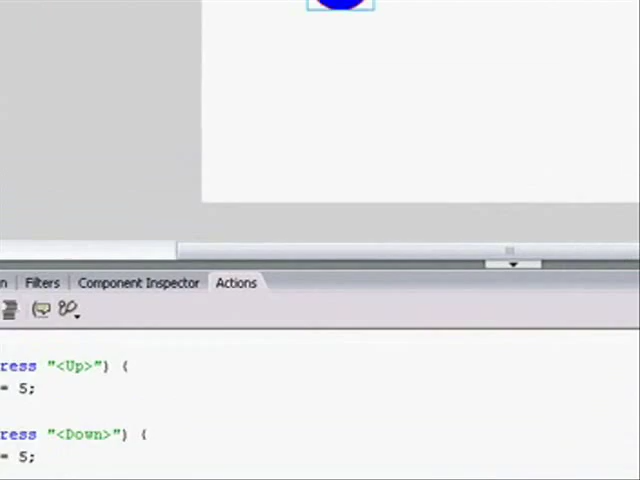 n Filters Component Inspector Actions
ress "<Up>") {
= 5;
ress "<Down>") {
= 5;